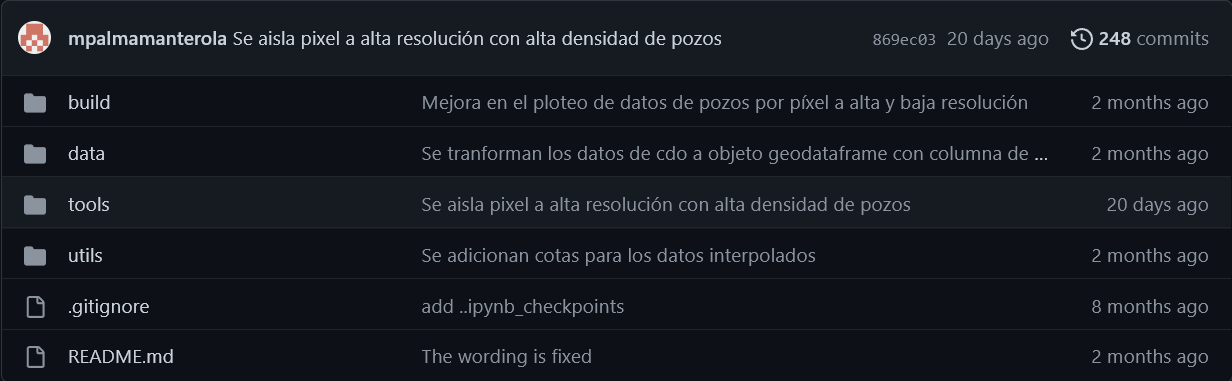 mpalmamanterola Se aisla pixel a alta resolución con alta densidad de pozos 869ec03 20 days ago 248 commits
build Mejora en el ploteo de datos de pozos por píxel a alta y baja resolución 2 months ago
data Se tranforman los datos de cdo a objeto geodataframe con columna de ... 2 months ago
tools Se aisla pixel a alta resolución con alta densidad de pozos 20 days ago
utils Se adicionan cotas para los datos interpolados 2 months ago
.gitignore add ..ipynb_checkpoints 8 months ago
README.md The wording is fixed 2 months ago